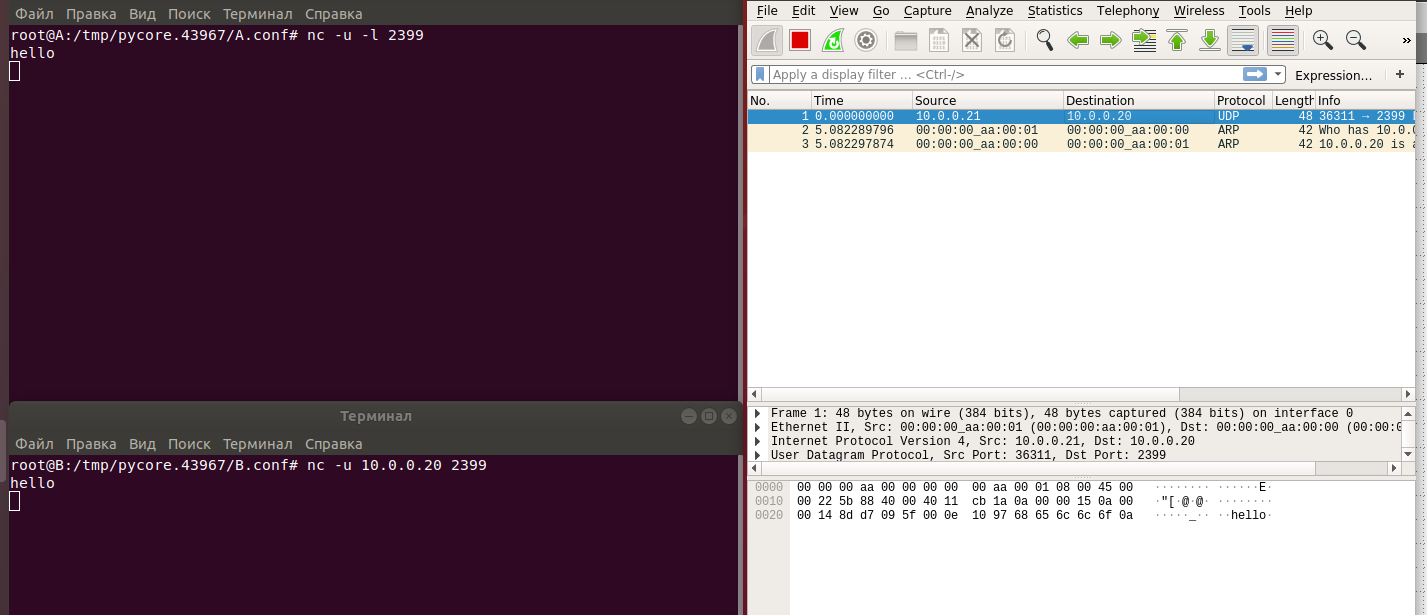 Файл Правка Вид Поиск Терминал Справка
root@A:/tmp/pycore.43967/A.conf# nc -u -l 2399
hello
Терминал
Файл Правка Вид Поиск Терминал Справка
root@B:/tmp/pycore.43967/B.conf# nc -u 10.0.0.20 2399
hello
File Edit View Go Capture Analyze Statistics Telephony Wireless Tools Help
Apply a display filter ... <Ctrl-/> Expression... +
No. Time Source Destination Protocol Length Info
1 0.000000000 10.0.0.21 10.0.0.20 UDP 48 36311 → 2399
2 5.082289796 00:00:00_aa:00:01 00:00:00_aa:00:00 ARP 42 Who has 10.0.0
3 5.082297874 00:00:00_aa:00:00 00:00:00_aa:00:01 ARP 42 10.0.0.20 is
Frame 1: 48 bytes on wire (384 bits), 48 bytes captured (384 bits) on interface 0
Ethernet II, Src: 00:00:00_aa:00:01 (00:00:00:aa:00:01), Dst: 00:00:00_aa:00:00 (00:00:0
Internet Protocol Version 4, Src: 10.0.0.21, Dst: 10.0.0.20
User Datagram Protocol, Src Port: 36311, Dst Port: 2399
0000 00 00 00 aa 00 00 00 00 00 aa 00 01 08 00 45 00 ········ ······E·
0010 00 22 5b 88 40 00 40 11 cb 1a 0a 00 00 15 0a 00 ·"[·@·@· ········
0020 00 14 8d d7 09 5f 00 0e 10 97 68 65 6c 6c 6f 0a ·····_·· ··hello·